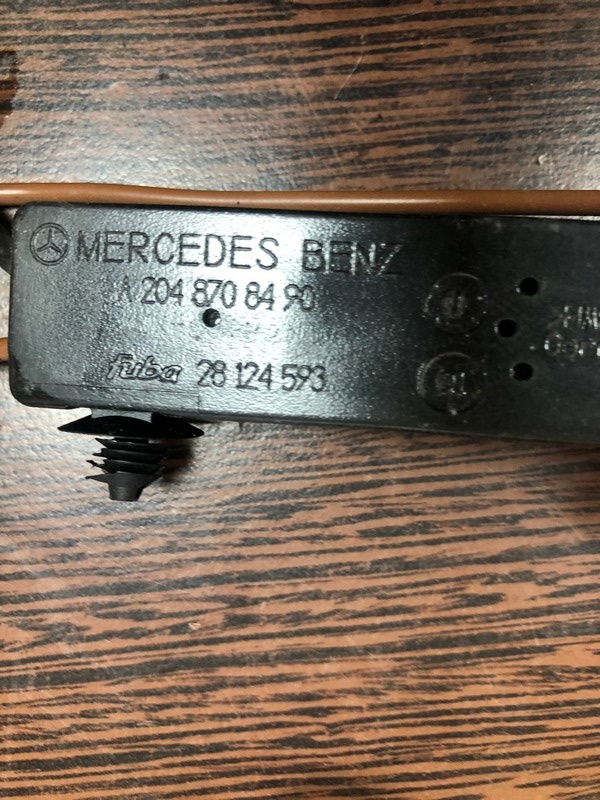 MERCEDES BENZ
A 204 870 84 90
fuba 28 124 593